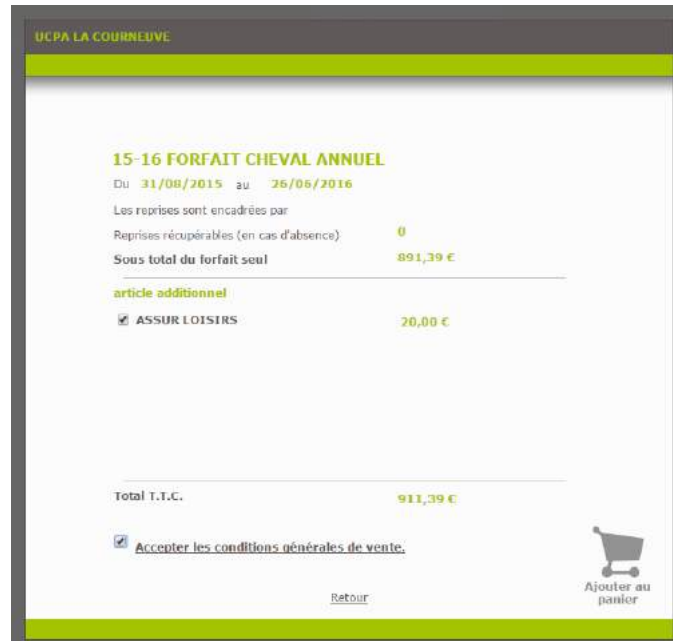 UCPA LA COURNEUVE
15-16 FORFAIT CHEVAL ANNUEL
Du 31/08/2015 au 26/06/2016
Les reprises sont encadrées par
Reprises récupérables (en cas d'absence) 0
Sous total du forfait seul 891,39 €
article additionnel
ASSUR LOISIRS 20,00 €
Total T.T.C. 911,39 €
Accepter les conditions générales de vente.
Ajouter au
panier
Retour